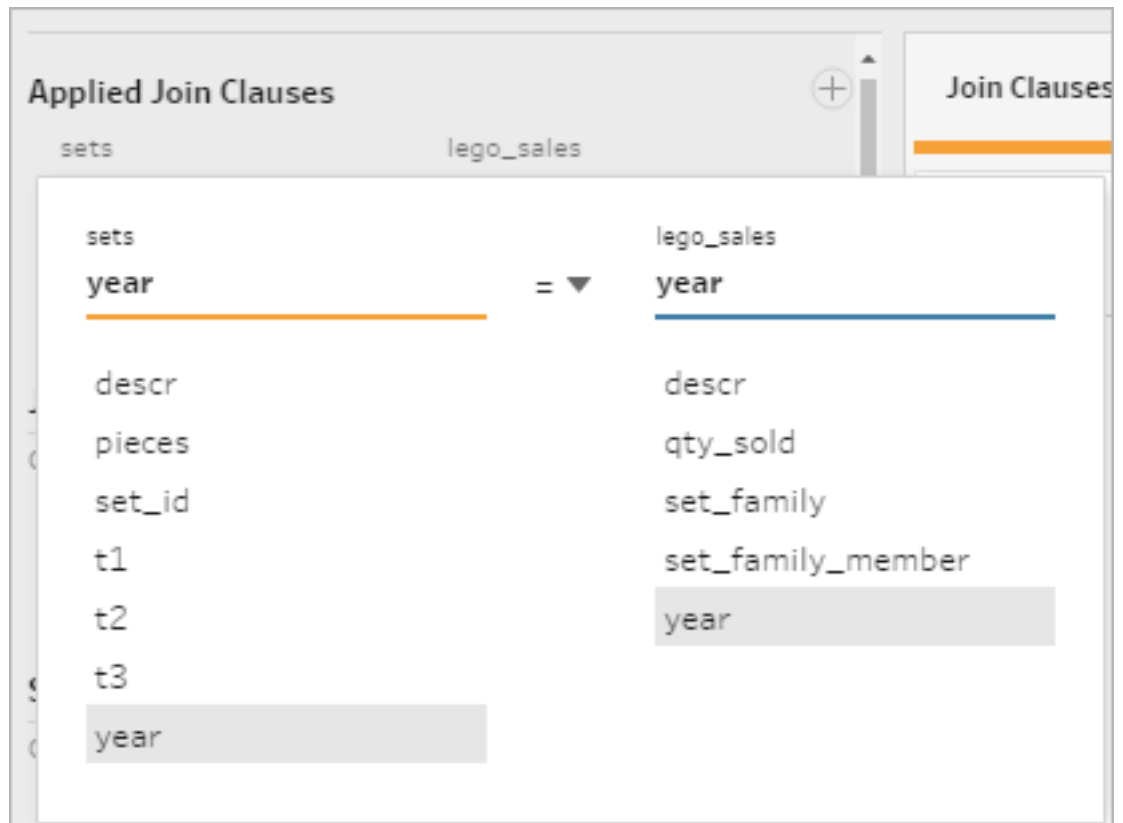 Applied Join Clauses
Join Clauses
sets lego_sales
sets lego_sales
year = year
descr descr
pieces qty_sold
set_id set_family
t1 set_family_member
t2 year
t3
year